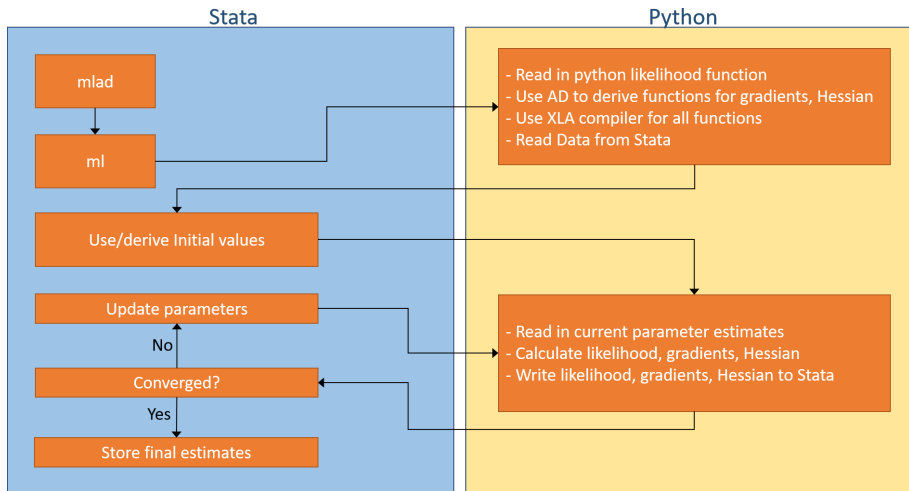 Stata
Python
mlad
ml
- Read in python likelihood function
- Use AD to derive functions for gradients, Hessian
- Use XLA compiler for all functions
- Read Data from Stata
Use/derive Initial values
Update parameters
No
Converged?
Yes
Store final estimates
- Read in current parameter estimates
- Calculate likelihood, gradients, Hessian
- Write likelihood, gradients, Hessian to Stata